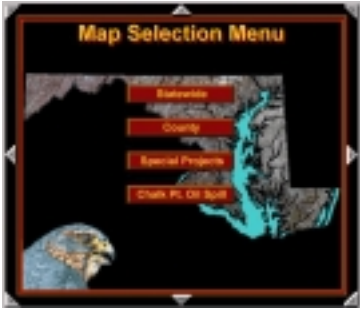 Map Selection Menu
Statewide
County
Special Projects
Chalk Pt. Oil Spill